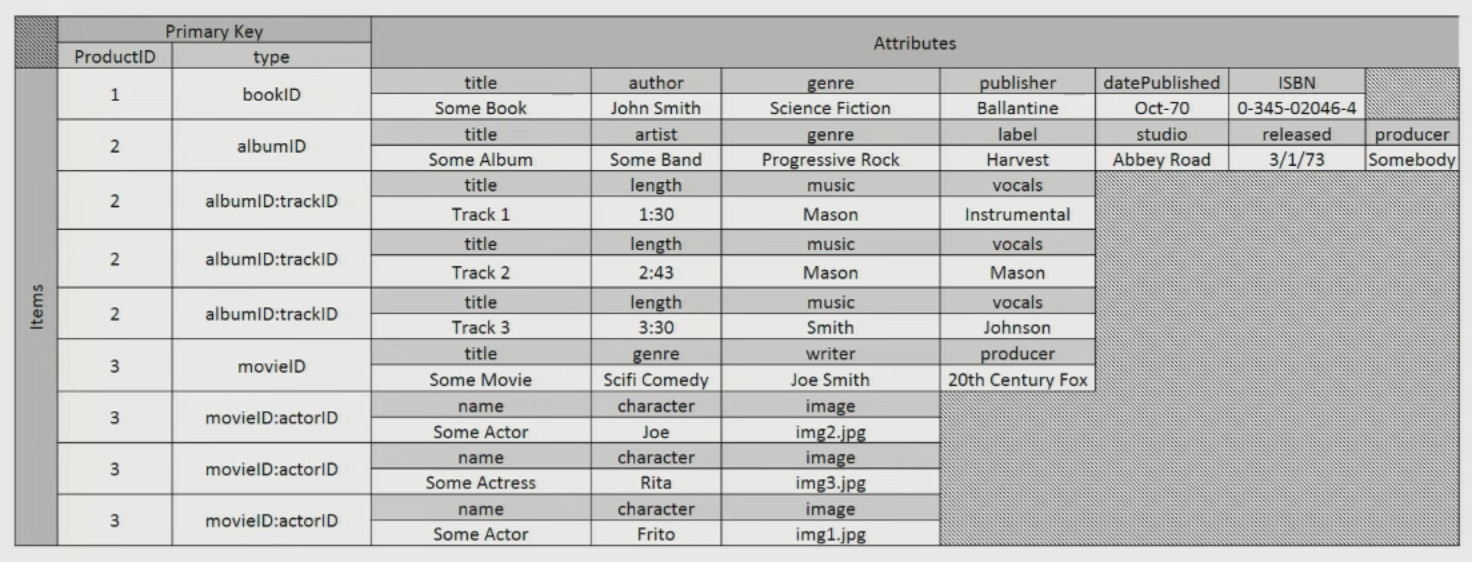 Primary Key Attributes
ProductID type
Items
1 bookID title author genre publisher datePublished ISBN
Some Book John Smith Science Fiction Ballantine Oct-70 0-345-02046-4
2 albumID title artist genre label studio released producer
Some Album Some Band Progressive Rock Harvest Abbey Road 3/1/73 Somebody
2 albumID:trackID title length music vocals
Track 1 1:30 Mason Instrumental
2 albumID:trackID title length music vocals
Track 2 2:43 Mason Mason
2 albumID:trackID title length music vocals
Track 3 3:30 Smith Johnson
3 movieID title genre writer producer
Some Movie Scifi Comedy Joe Smith 20th Century Fox
3 movieID:actorID name character image
Some Actor Joe img2.jpg
3 movieID:actorID name character image
Some Actress Rita img3.jpg
3 movieID:actorID name character image
Some Actor Frito img1.jpg